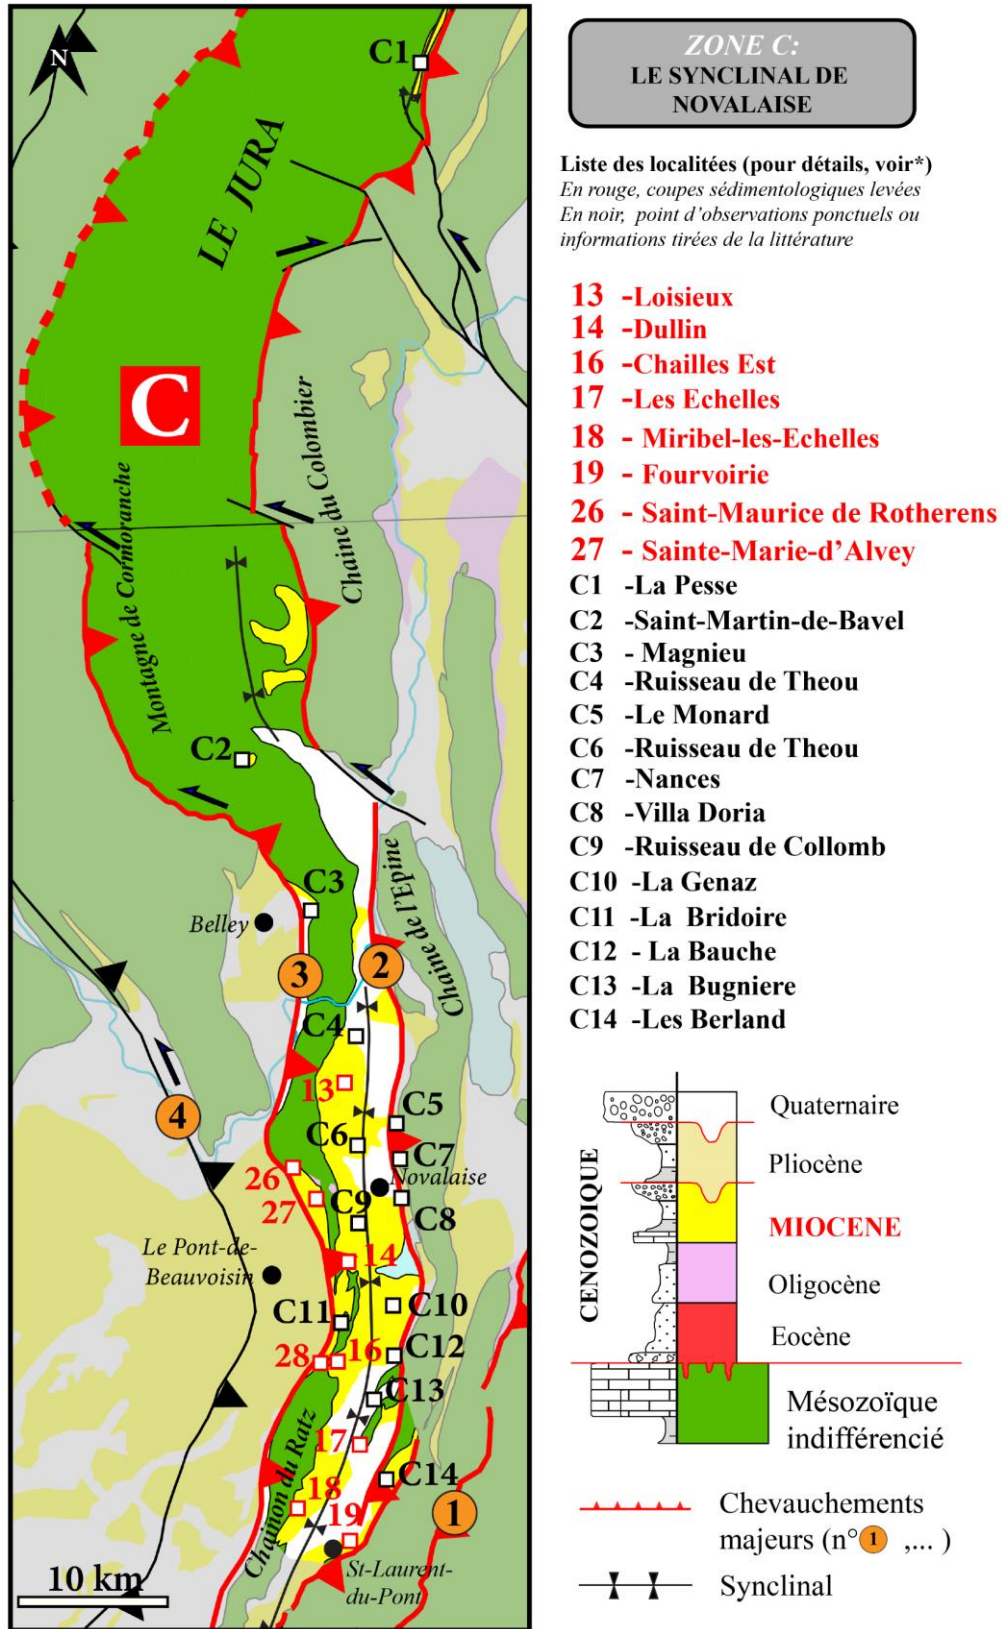 N
C1
LE JURA
C
Montagne de Cormoranche
Chaine du Colombier
C2
Chaine de l'Epine
C3
Belley
3
2
C4
13
4
C5
C6
C7
Novalaise
26
27
C9
C8
Le Pont-de-
Beauvoisin
14
C11
C10
28
16
C12
C13
Chainon du Ratz
17
18
C14
19
1
St-Laurent-
du-Pont
10 km
ZONE C:
LE SYNCLINAL DE
NOVALAISE
Liste des localitées (pour détails, voir*)
En rouge, coupes sédimentologiques levées
En noir, point d'observations ponctuels ou
informations tirées de la littérature
13 -Loisieux
14 -Dullin
16 -Chailles Est
17 -Les Echelles
18 - Miribel-les-Echelles
19 - Fourvoirie
26 - Saint-Maurice de Rotherens
27 - Sainte-Marie-d'Alvey
C1 -La Pesse
C2 -Saint-Martin-de-Bavel
C3 - Magnieu
C4 -Ruisseau de Theou
C5 -Le Monard
C6 -Ruisseau de Theou
C7 -Nances
C8 -Villa Doria
C9 -Ruisseau de Collomb
C10 -La Genaz
C11 -La Bridoire
C12 - La Bauche
C13 -La Bugniere
C14 -Les Berland
CENOZOIQUE
Quaternaire
Pliocène
MIOCENE
Oligocène
Eocène
Mésozoïque
indifférencié
Chevauchements
majeurs (n° 1 ,... )
Synclinal